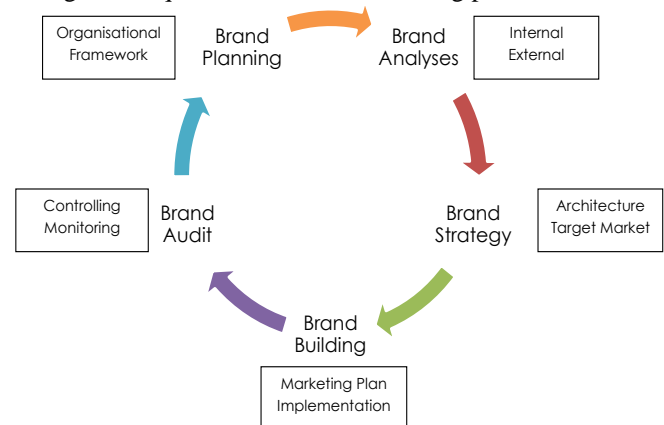 Organisational
Framework
Brand
Planning
Brand
Analyses
Internal
External
Controlling
Monitoring
Brand
Audit
Brand
Strategy
Architecture
Target Market
Brand
Building
Marketing Plan
Implementation